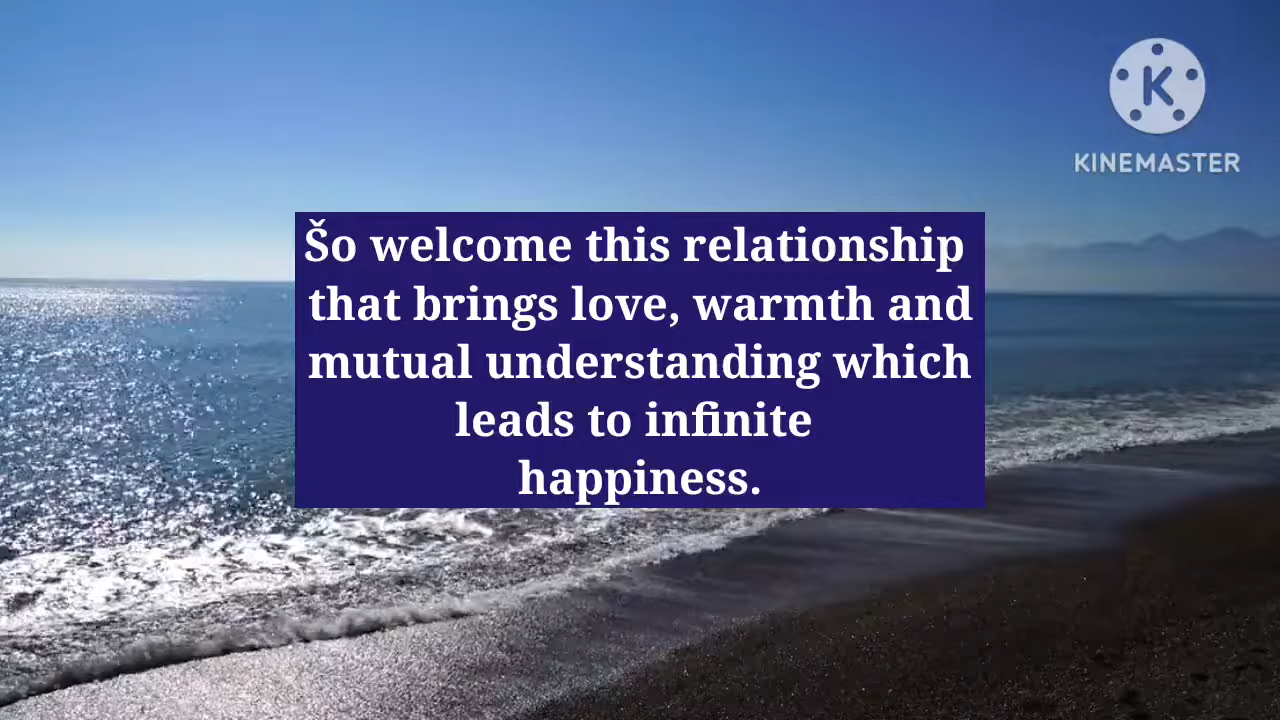 K
KINEMASTER
Šo welcome this relationship
that brings love, warmth and
mutual understanding which
leads to infinite
happiness.